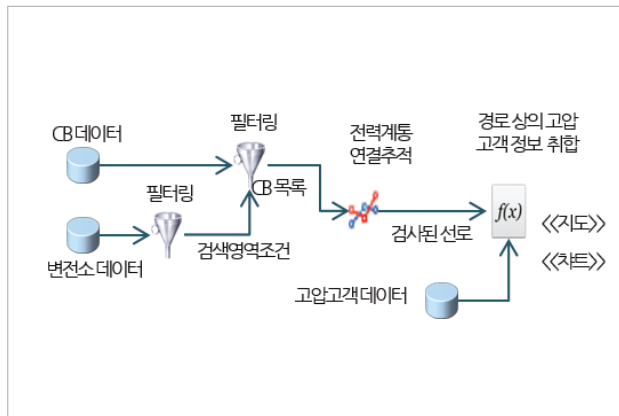 CB 데이터
필터링
전력계통
연결추적
경로 상의 고압
고객 정보 취합
필터링
CB 목록
f(x)
<<지도>>
변전소 데이터
검색영역조건
검사된 선로
<<챠트>>
고압고객 데이터